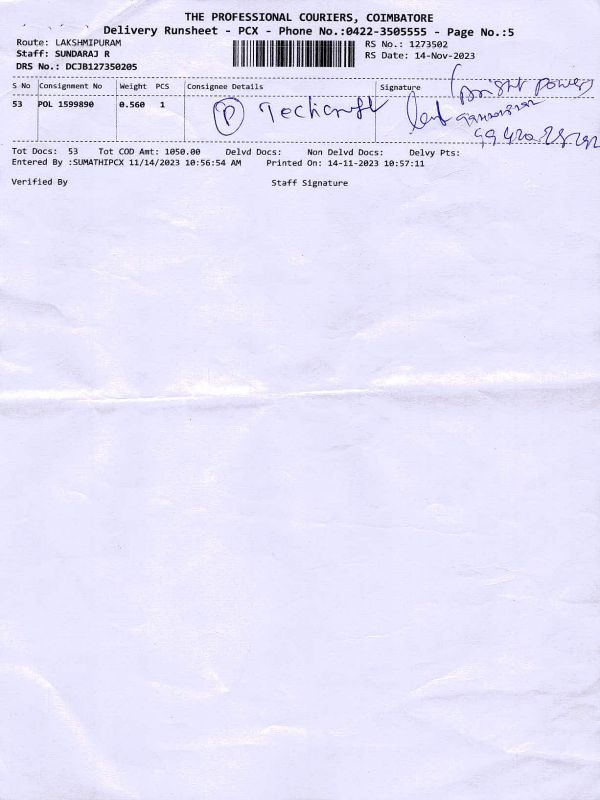 THE PROFESSIONAL COURIERS, COIMBATORE
Delivery Runsheet - PCX - Phone No.:0422-3505555 - Page No.:5
Route: LAKSHMIPURAM RS No.: 1273502
Staff: SUNDARAJ R RS Date: 14-Nov-2023
DRS No.: DCJB127350205
S No Consignment No Weight PCS Consignee Details Signature
bright power
53 POL 1599890 0.560 1 P Techcraft
Tot Docs: 53 Tot COD Amt: 1050.00 Delvd Docs: Non Delvd Docs: Delvy Pts:
Entered By :SUMATHIPCX 11/14/2023 10:56:54 AM Printed On: 14-11-2023 10:57:11
Verified By Staff Signature